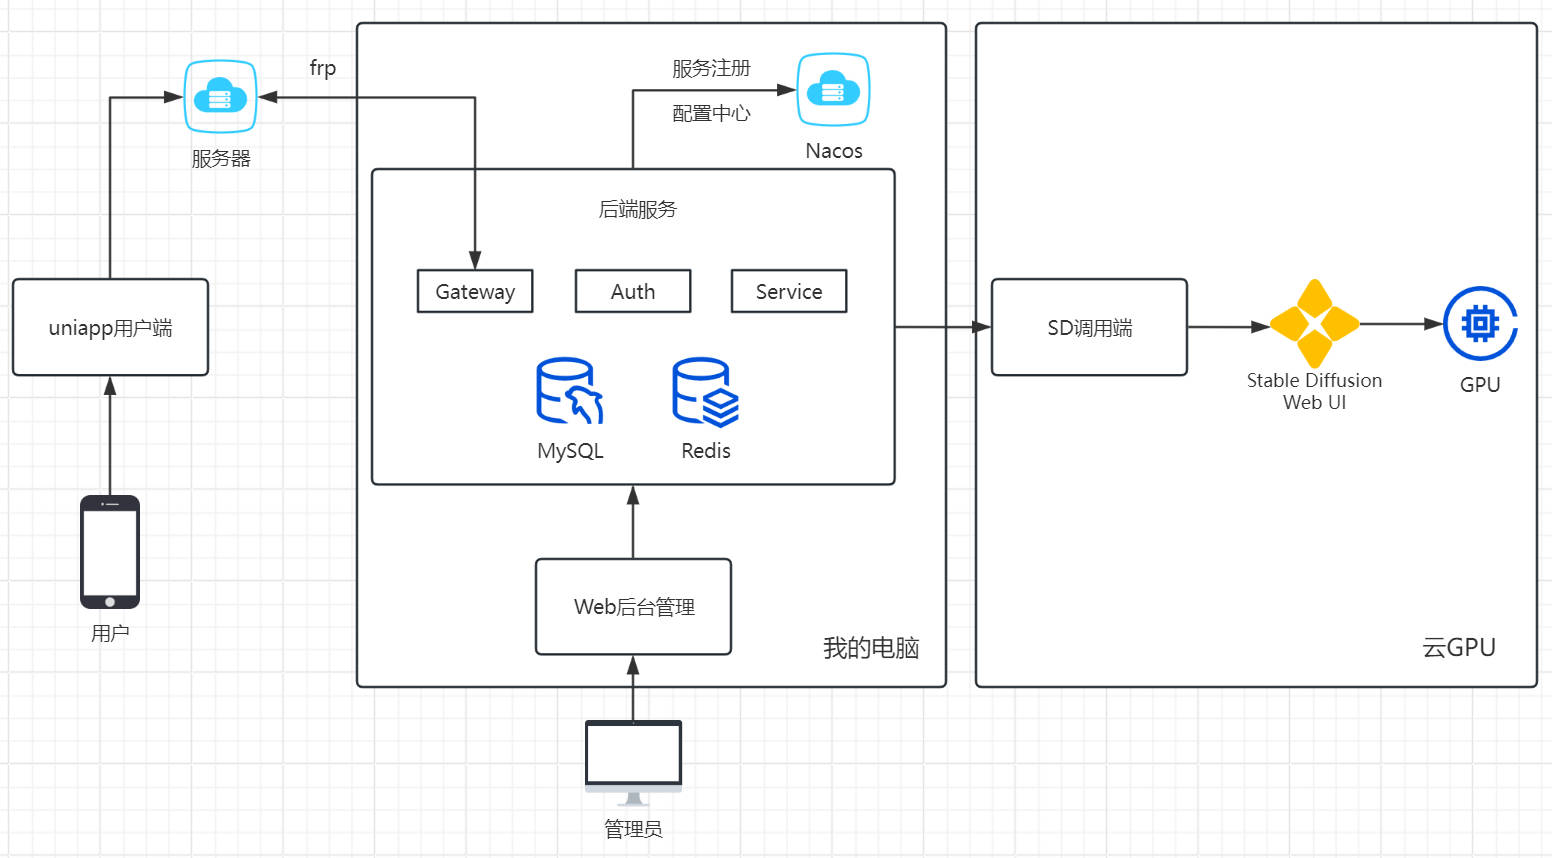 frp
服务器
服务注册
配置中心
Nacos
后端服务
Gateway
Auth
Service
MySQL
Redis
uniapp用户端
用户
Web后台管理
我的电脑
管理员
SD调用端
Stable Diffusion
Web UI
GPU
云GPU